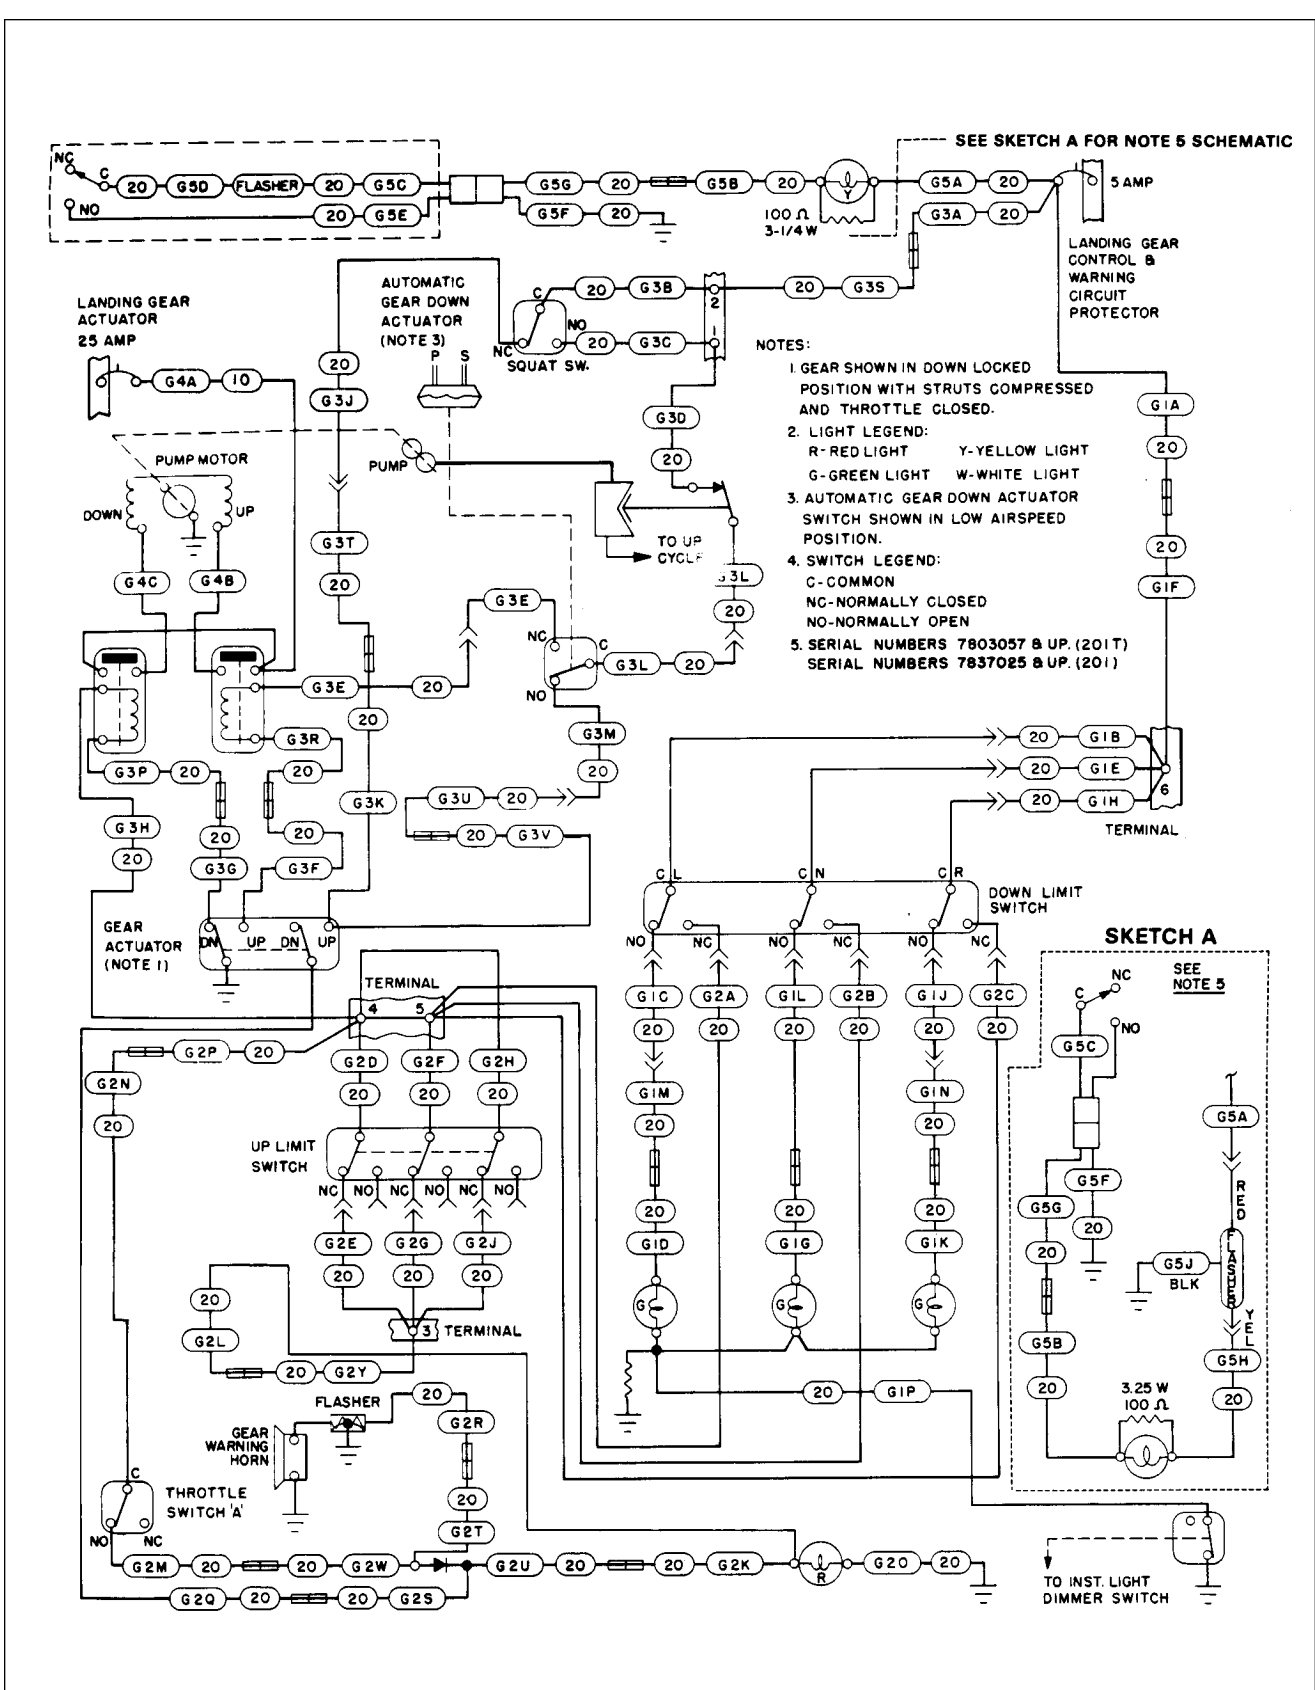 SEE SKETCH A FOR NOTE 5 SCHEMATIC
NC
C
20
G5D
FLASHER
20
G5C
G5G
20
G5B
20
Y
G5A
20
5 AMP
NO
20
G5E
G5F
20
100 Ω
3-1/4 W
G3A
20
LANDING GEAR
CONTROL &
WARNING
CIRCUIT
PROTECTOR
LANDING GEAR
ACTUATOR
25 AMP
AUTOMATIC
GEAR DOWN
ACTUATOR
(NOTE 3)
P S
C
20
G3B
2
20
G3S
NO
20
G3C
1
NC
SQUAT SW.
G4A
10
20
G3J
G3D
20
NOTES:
1. GEAR SHOWN IN DOWN LOCKED
POSITION WITH STRUTS COMPRESSED
AND THROTTLE CLOSED.
2. LIGHT LEGEND:
R-RED LIGHT Y-YELLOW LIGHT
G-GREEN LIGHT W-WHITE LIGHT
3. AUTOMATIC GEAR DOWN ACTUATOR
SWITCH SHOWN IN LOW AIRSPEED
POSITION.
4. SWITCH LEGEND:
C-COMMON
NC-NORMALLY CLOSED
NO-NORMALLY OPEN
5. SERIAL NUMBERS 7803057 & UP. (201T)
SERIAL NUMBERS 7837025 & UP. (201)
G1A
20
20
G1F
PUMP MOTOR
PUMP
DOWN
UP
G4C
G4B
G3T
20
TO UP
CYCLE
G3L
20
G3E
NC
C
G3L
20
NO
G3E
20
G3M
20
20
G3R
20
G3P
20
G3K
G3U
20
20
G3V
G3H
20
20
G3G
20
G3F
20
G1B
20
G1E
20
G1H
6
TERMINAL
C L
C N
C R
DOWN LIMIT
SWITCH
NO
NC
NO
NC
NO
NC
GEAR
ACTUATOR
(NOTE 1)
DN
UP
DN
UP
TERMINAL
4
5
G2P
20
G2N
20
G2D
G2F
G2H
20
20
20
UP LIMIT
SWITCH
NC
NO
NC
NO
NC
NO
G2E
G2G
G2J
20
20
20
3
TERMINAL
20
G2L
20
G2Y
G1C
G2A
G1L
G2B
G1J
G2C
20
20
20
20
20
20
G1M
20
G1N
20
20
20
20
G1D
G1G
G1K
G
G
G
20
G1P
SKETCH A
SEE
NOTE 5
C
NC
NO
G5C
G5A
G5F
20
G5G
20
RED
FLASHER
G5J
BLK
YEL
G5B
20
G5H
20
3.25 W
100 Ω
FLASHER
20
G2R
GEAR
WARNING
HORN
20
G2T
C
THROTTLE
SWITCH 'A'
NO
NC
G2M
20
20
G2W
G2U
20
20
G2K
R
G20
20
G2Q
20
20
G2S
TO INST. LIGHT
DIMMER SWITCH